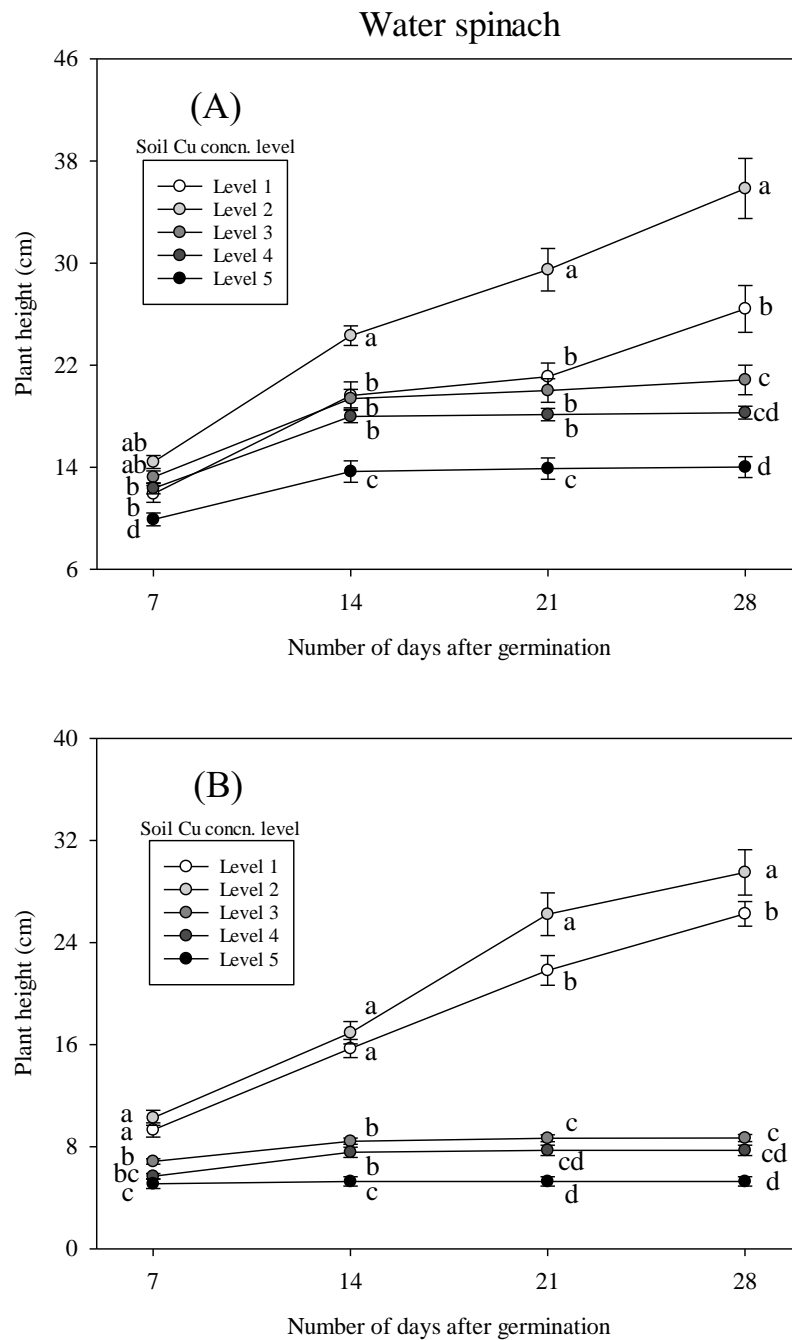 Water spinach
46
(A)
Soil Cu concn. level
Level 1
Level 2
Level 3
Level 4
Level 5
38
30
22
14
6
Plant height (cm)
a
a
b
a
b
b
c
b
b
cd
b
b
ab
ab
b
b
d
c
c
d
7 14 21 28
Number of days after germination
40
(B)
Soil Cu concn. level
Level 1
Level 2
Level 3
Level 4
Level 5
32
24
16
8
0
Plant height (cm)
a
b
a
b
a
a
a
a
b
bc
c
b
b
c
c
cd
d
c
cd
d
7 14 21 28
Number of days after germination